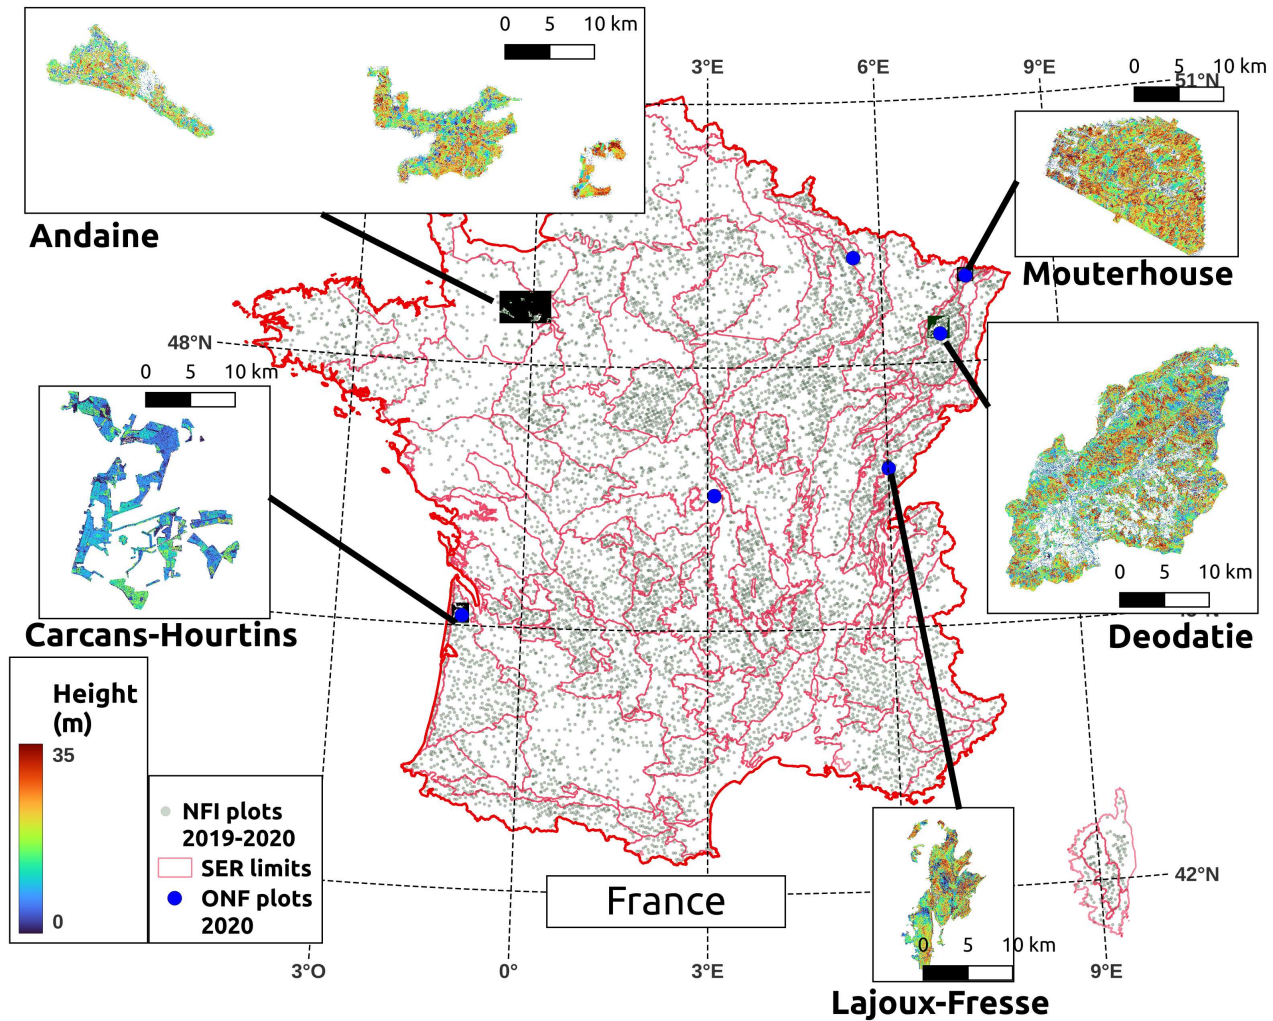 0 5 10 km
3°E
6°E
9°E
0 5 10 km
51°N
Andaine
Mouterhouse
48°N
0 5 10 km
0 5 10 km
Carcans-Hourtins
Deodatie
Height
(m)
35
0
NFI plots
2019-2020
SER limits
ONF plots
2020
France
42°N
0 5 10 km
3°O
0°
3°E
9°E
Lajoux-Fresse